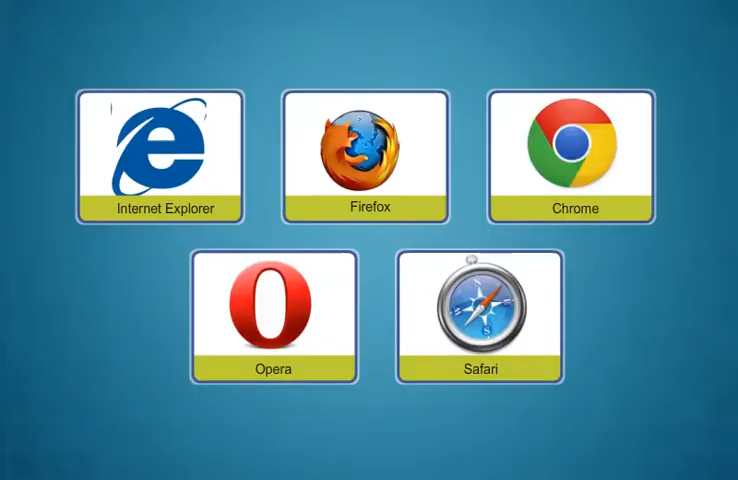 Internet Explorer
Firefox
Chrome
Opera
Safari